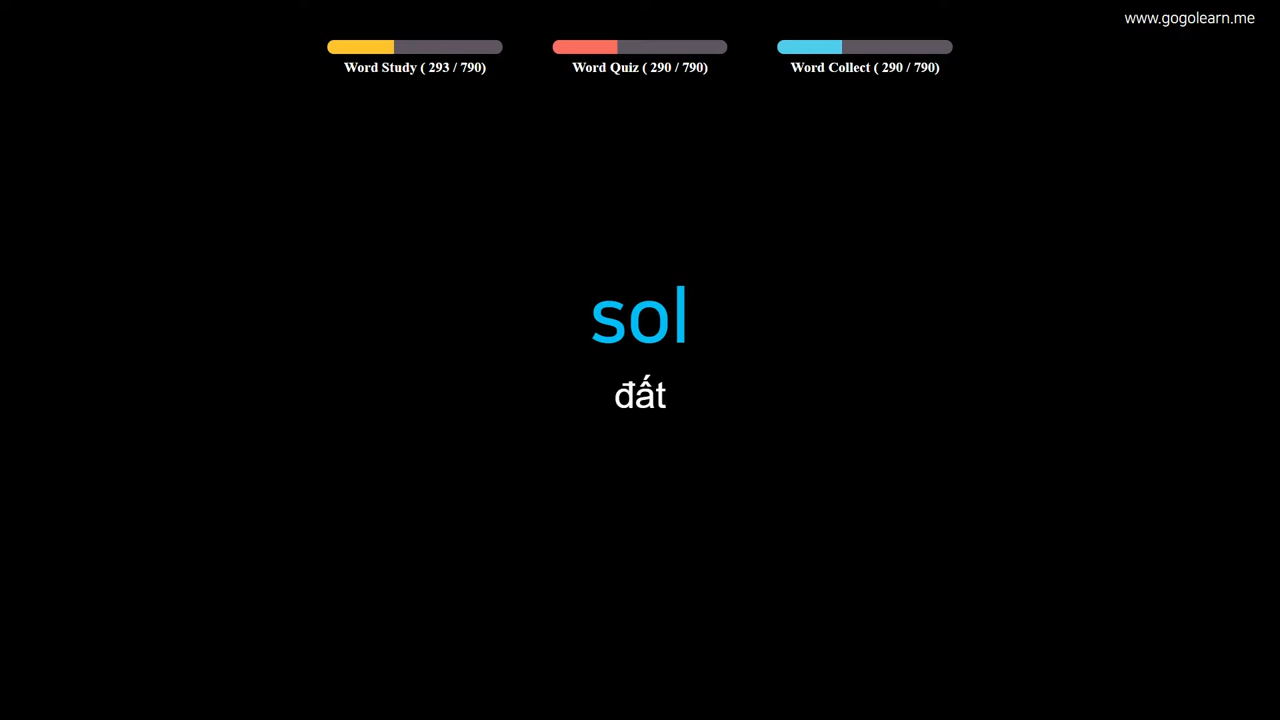 www.gogolearn.me
Word Study ( 293 / 790)
Word Quiz ( 290 / 790)
Word Collect ( 290 / 790)
sol
đất